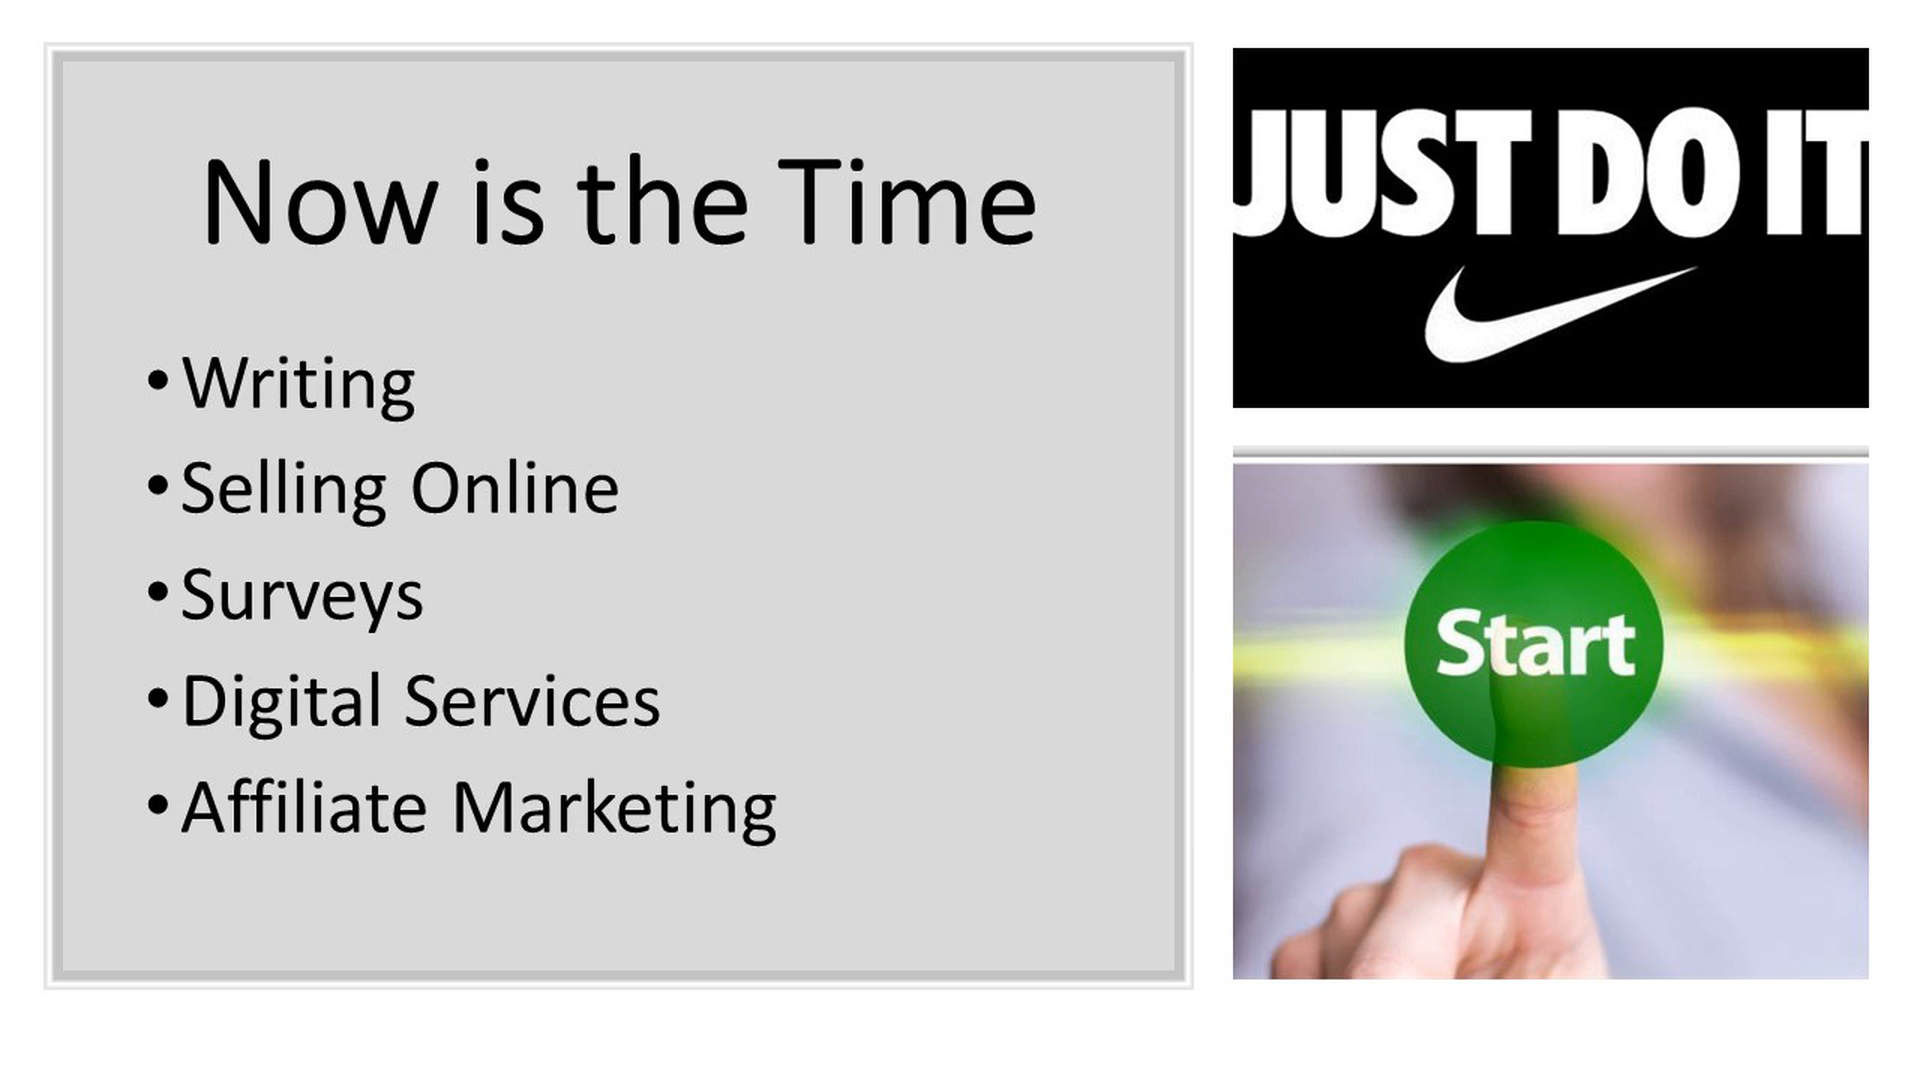 Now is the Time
• Writing
• Selling Online
• Surveys
• Digital Services
• Affiliate Marketing
JUST DO IT
Start